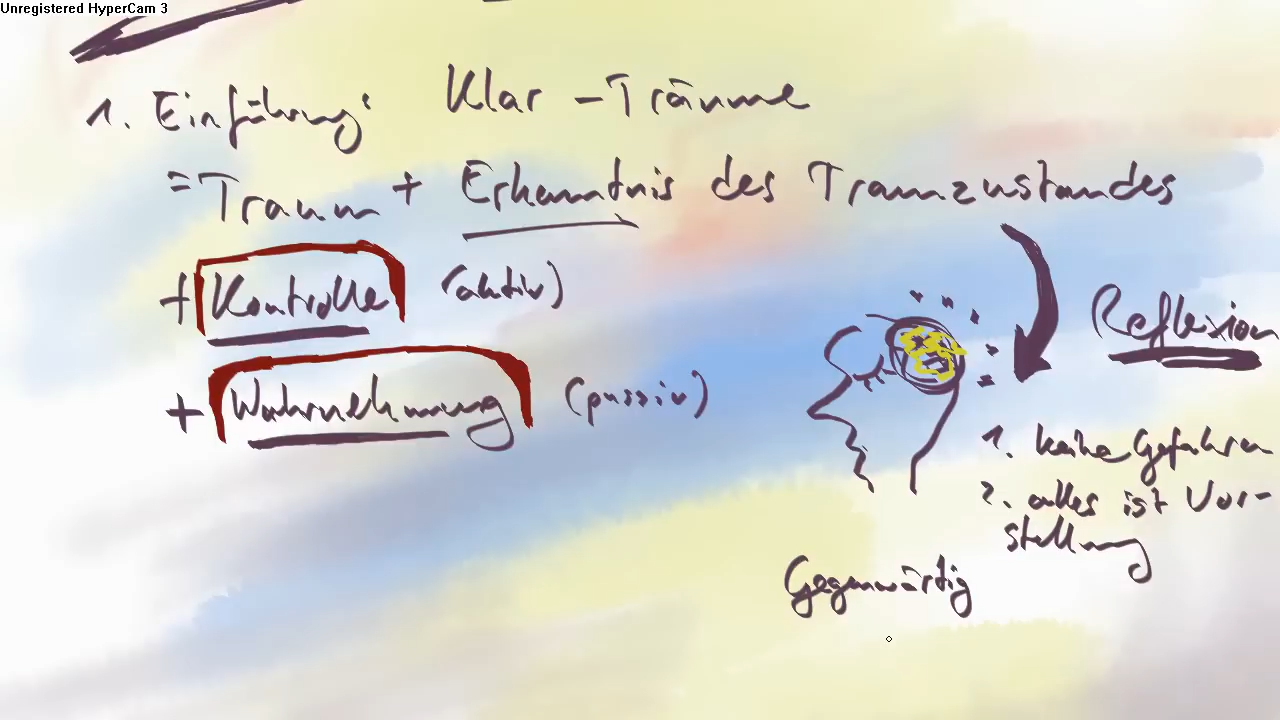 Unregistered HyperCam 3
1. Einführung: Klar-Träume
= Traum + Erkenntnis des Traumzustandes
+ Kontrolle (aktiv)
+ Wahrnehmung (passiv)
Reflexion
1. keine Gefahren
2. alles ist Vor-
stellung
Gegenwärtig